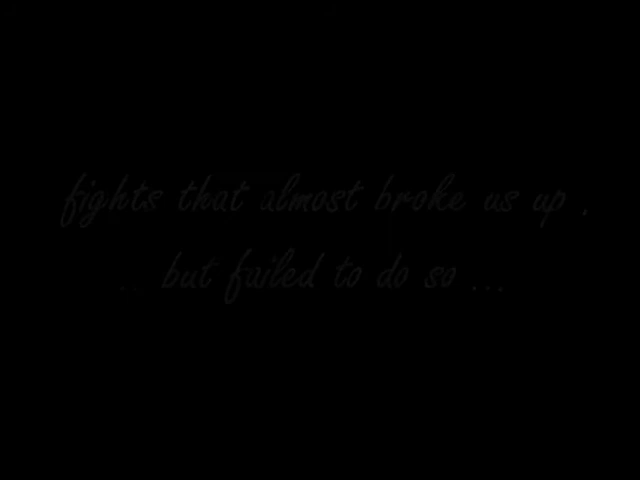 fights that almost broke us up .
... but failed to do so ...